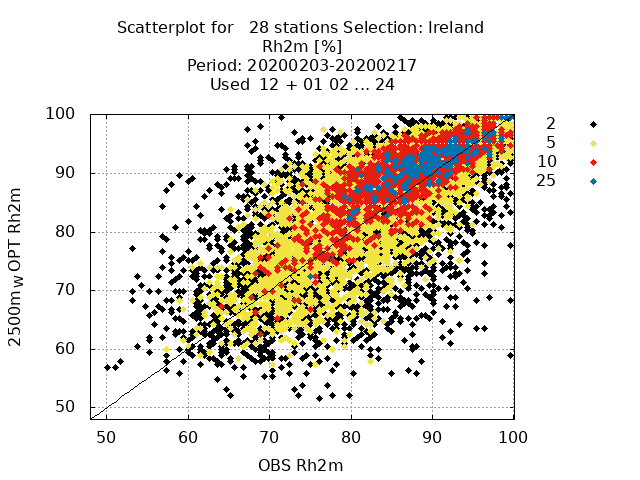 Scatterplot for 28 stations Selection: Ireland
Rh2m [%]
Period: 20200203-20200217
Used 12 + 01 02 ... 24
100
90
80
70
60
50
50 60 70 80 90 100
2500m_W OPT Rh2m
OBS Rh2m
2
5
10
25